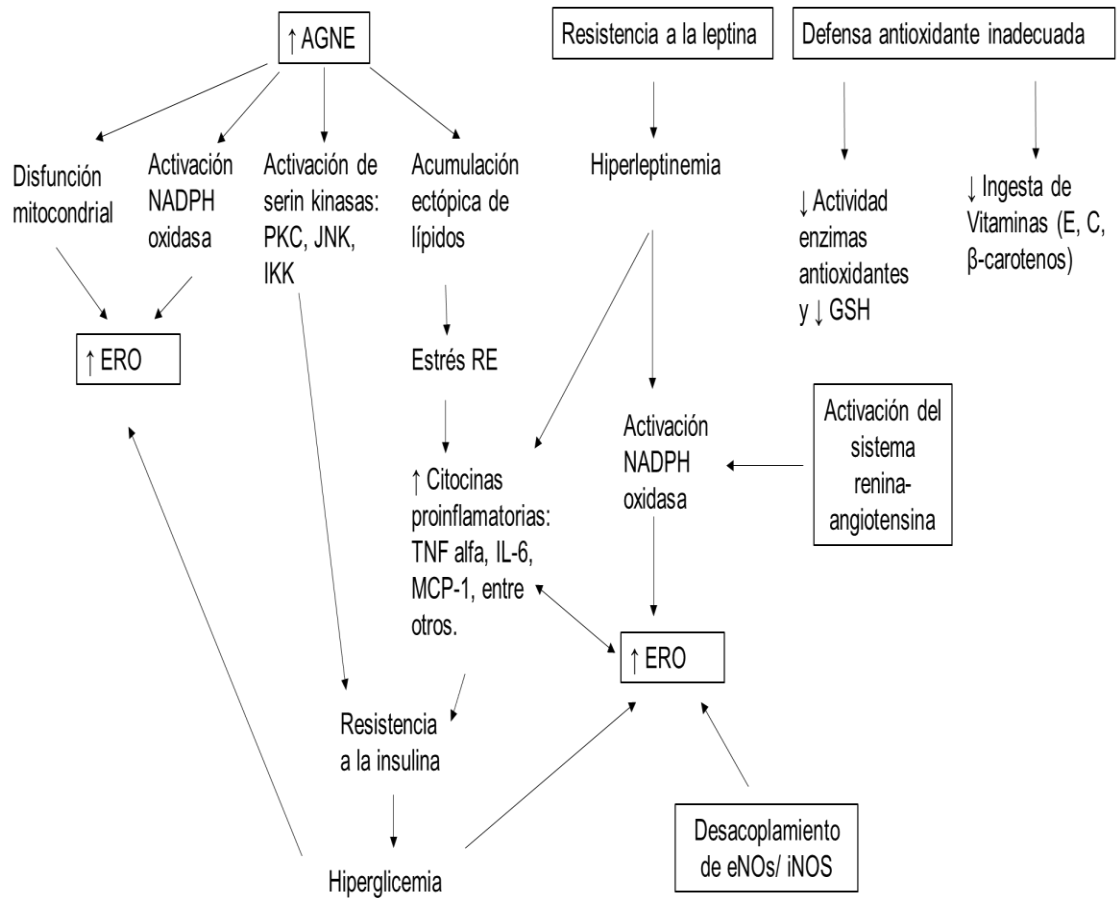 ↑ AGNE
Resistencia a la leptina
Defensa antioxidante inadecuada
Disfunción
mitocondrial
Activación
NADPH
oxidasa
Activación de
serin kinasas:
PKC, JNK,
IKK
Acumulación
ectópica de
lípidos
Hiperleptinemia
↓ Actividad
enzimas
antioxidantes
y ↓ GSH
↓ Ingesta de
Vitaminas (E, C,
β-carotenos)
↑ ERO
Estrés RE
↑ Citocinas
proinflamatorias:
TNF alfa, IL-6,
MCP-1, entre
otros.
Activación
NADPH
oxidasa
Activación del
sistema
renina-
angiotensina
↑ ERO
Resistencia
a la insulina
Hiperglicemia
Desacoplamiento
de eNOs/ iNOS